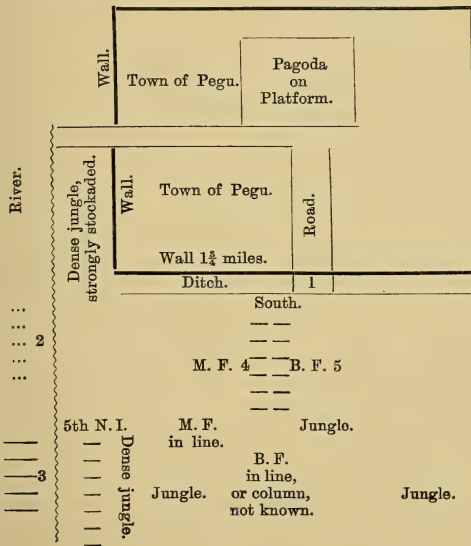 Wall.
Town of Pegu.
Pagoda
on
Platform.
River.
Dense jungle,
strongly stockaded.
Wall.
Town of Pegu.
Road.
Wall 1¾ miles.
Ditch.
1
South.
2
M. F. 4
B. F. 5
5th N. I.
M. F.
in line.
Jungle.
3
Dense jungle.
Jungle.
B. F.
in line,
or column,
not known.
Jungle.